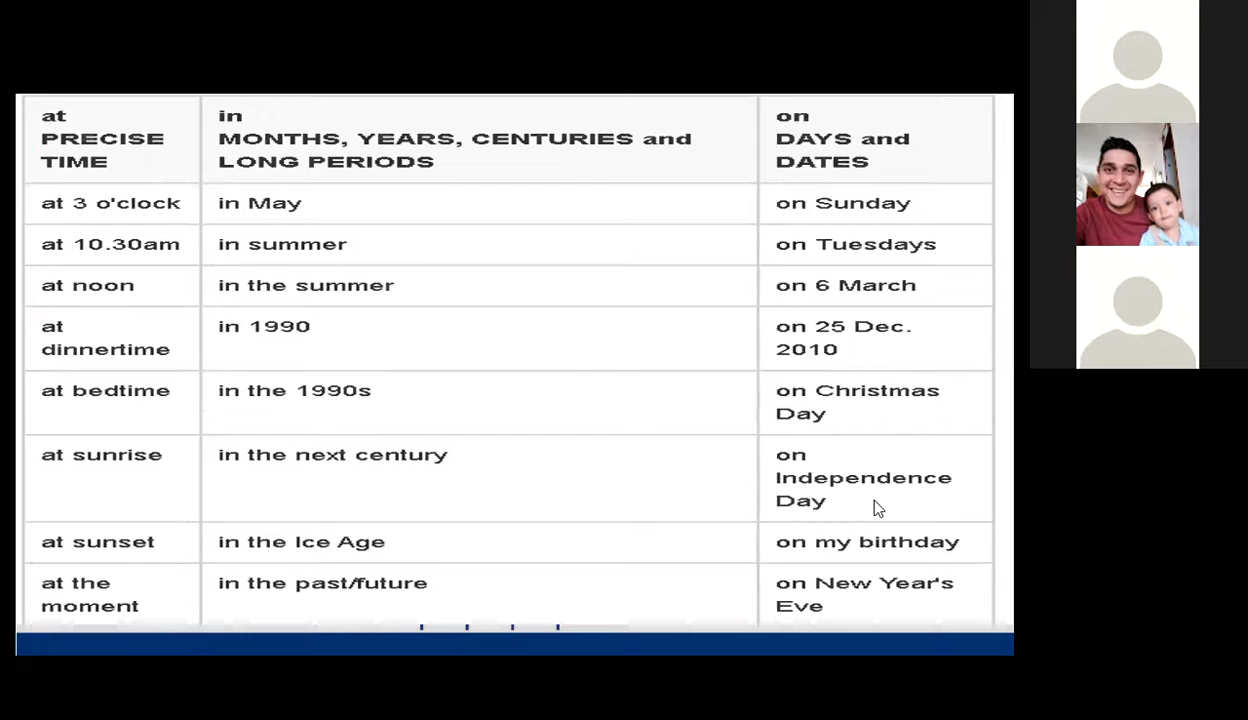 at
PRECISE
TIME
in
MONTHS, YEARS, CENTURIES and
LONG PERIODS
on
DAYS and
DATES
at 3 o'clock
in May
on Sunday
at 10.30am
in summer
on Tuesdays
at noon
in the summer
on 6 March
at
dinnertime
in 1990
on 25 Dec.
2010
at bedtime
in the 1990s
on Christmas
Day
at sunrise
in the next century
on
Independence
Day
at sunset
in the Ice Age
on my birthday
at the
moment
in the past/future
on New Year's
Eve